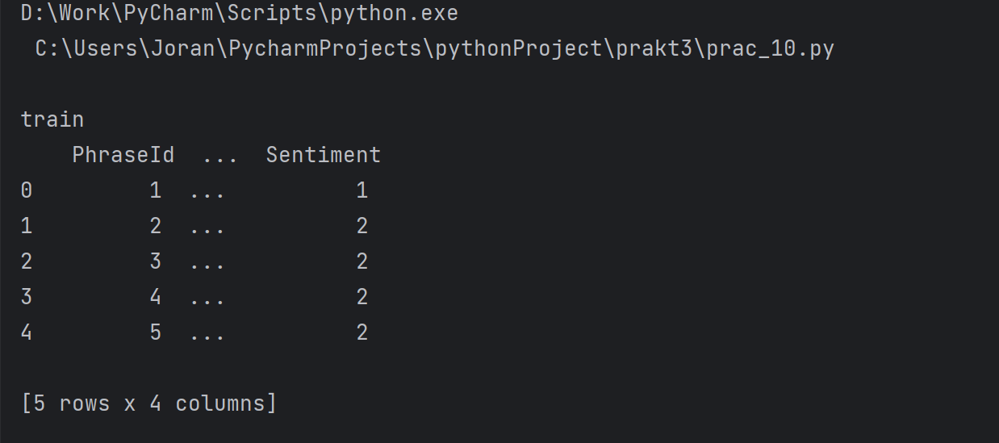 D:\Work\PyCharm\Scripts\python.exe
C:\Users\Joran\PycharmProjects\pythonProject\prakt3\prac_10.py
train
PhraseId ... Sentiment
0 1 ... 1
1 2 ... 2
2 3 ... 2
3 4 ... 2
4 5 ... 2
[5 rows x 4 columns]